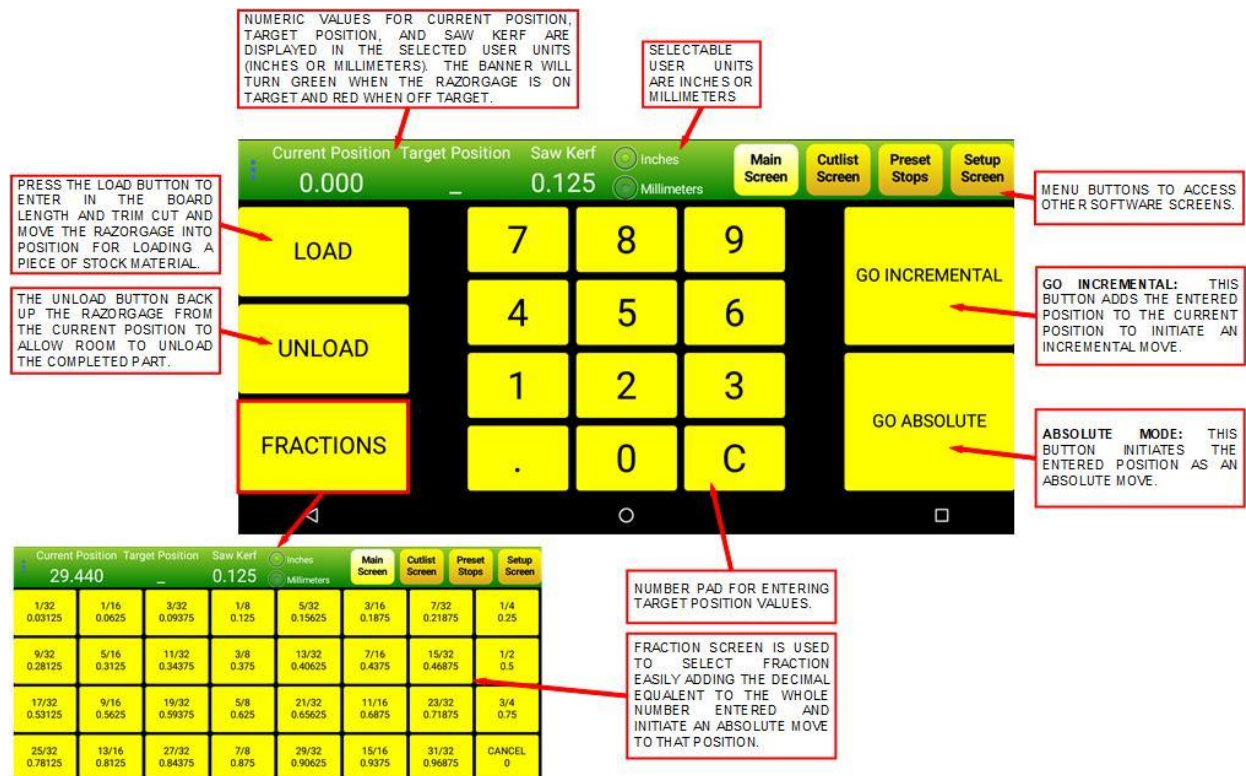 NUMERIC VALUES FOR CURRENT POSITION,
TARGET POSITION, AND SAW KERF ARE
DISPLAYED IN THE SELECTED USER UNITS
(INCHES OR MILLIMETERS). THE BANNER WILL
TURN GREEN WHEN THE RAZORGAGE IS ON
TARGET AND RED WHEN OFF TARGET.
SELECTABLE
USER UNITS
ARE INCHES OR
MILLIMETERS
Current Position Target Position Saw Kerf Inches
0.000 _ 0.125 Millimeters
Main
Screen
Cutlist
Screen
Preset
Stops
Setup
Screen
PRESS THE LOAD BUTTON TO
ENTER IN THE BOARD
LENGTH AND TRIM CUT AND
MOVE THE RAZORGAGE INTO
POSITION FOR LOADING A
PIECE OF STOCK MATERIAL.
THE UNLOAD BUTTON BACK
UP THE RAZORGAGE FROM
THE CURRENT POSITION TO
ALLOW ROOM TO UNLOAD
THE COMPLETED PART.
LOAD
UNLOAD
FRACTIONS
7 8 9
4 5 6
1 2 3
. 0 C
GO INCREMENTAL
GO ABSOLUTE
MENU BUTTONS TO ACCESS
OTHER SOFTWARE SCREENS.
GO INCREMENTAL: THIS
BUTTON ADDS THE ENTERED
POSITION TO THE CURRENT
POSITION TO INITIATE AN
INCREMENTAL MOVE.
ABSOLUTE MODE: THIS
BUTTON INITIATES THE
ENTERED POSITION AS AN
ABSOLUTE MOVE.
NUMBER PAD FOR ENTERING
TARGET POSITION VALUES.
FRACTION SCREEN IS USED
TO SELECT FRACTION
EASILY ADDING THE DECIMAL
EQUALENT TO THE WHOLE
NUMBER ENTERED AND
INITIATE AN ABSOLUTE MOVE
TO THAT POSITION.
Current Position Target Position Saw Kerf Inches
29.440 _ 0.125 Millimeters
Main
Screen
Cutlist
Screen
Preset
Stops
Setup
Screen
1/32 1/16 3/32 1/8 5/32 3/16 7/32 1/4
0.03125 0.0625 0.09375 0.125 0.15625 0.1875 0.21875 0.25
9/32 5/16 11/32 3/8 13/32 7/16 15/32 1/2
0.28125 0.3125 0.34375 0.375 0.40625 0.4375 0.46875 0.5
17/32 9/16 19/32 5/8 21/32 11/16 23/32 3/4
0.53125 0.5625 0.59375 0.625 0.65625 0.6875 0.71875 0.75
25/32 13/16 27/32 7/8 29/32 15/16 31/32 CANCEL
0.78125 0.8125 0.84375 0.875 0.90625 0.9375 0.96875 0